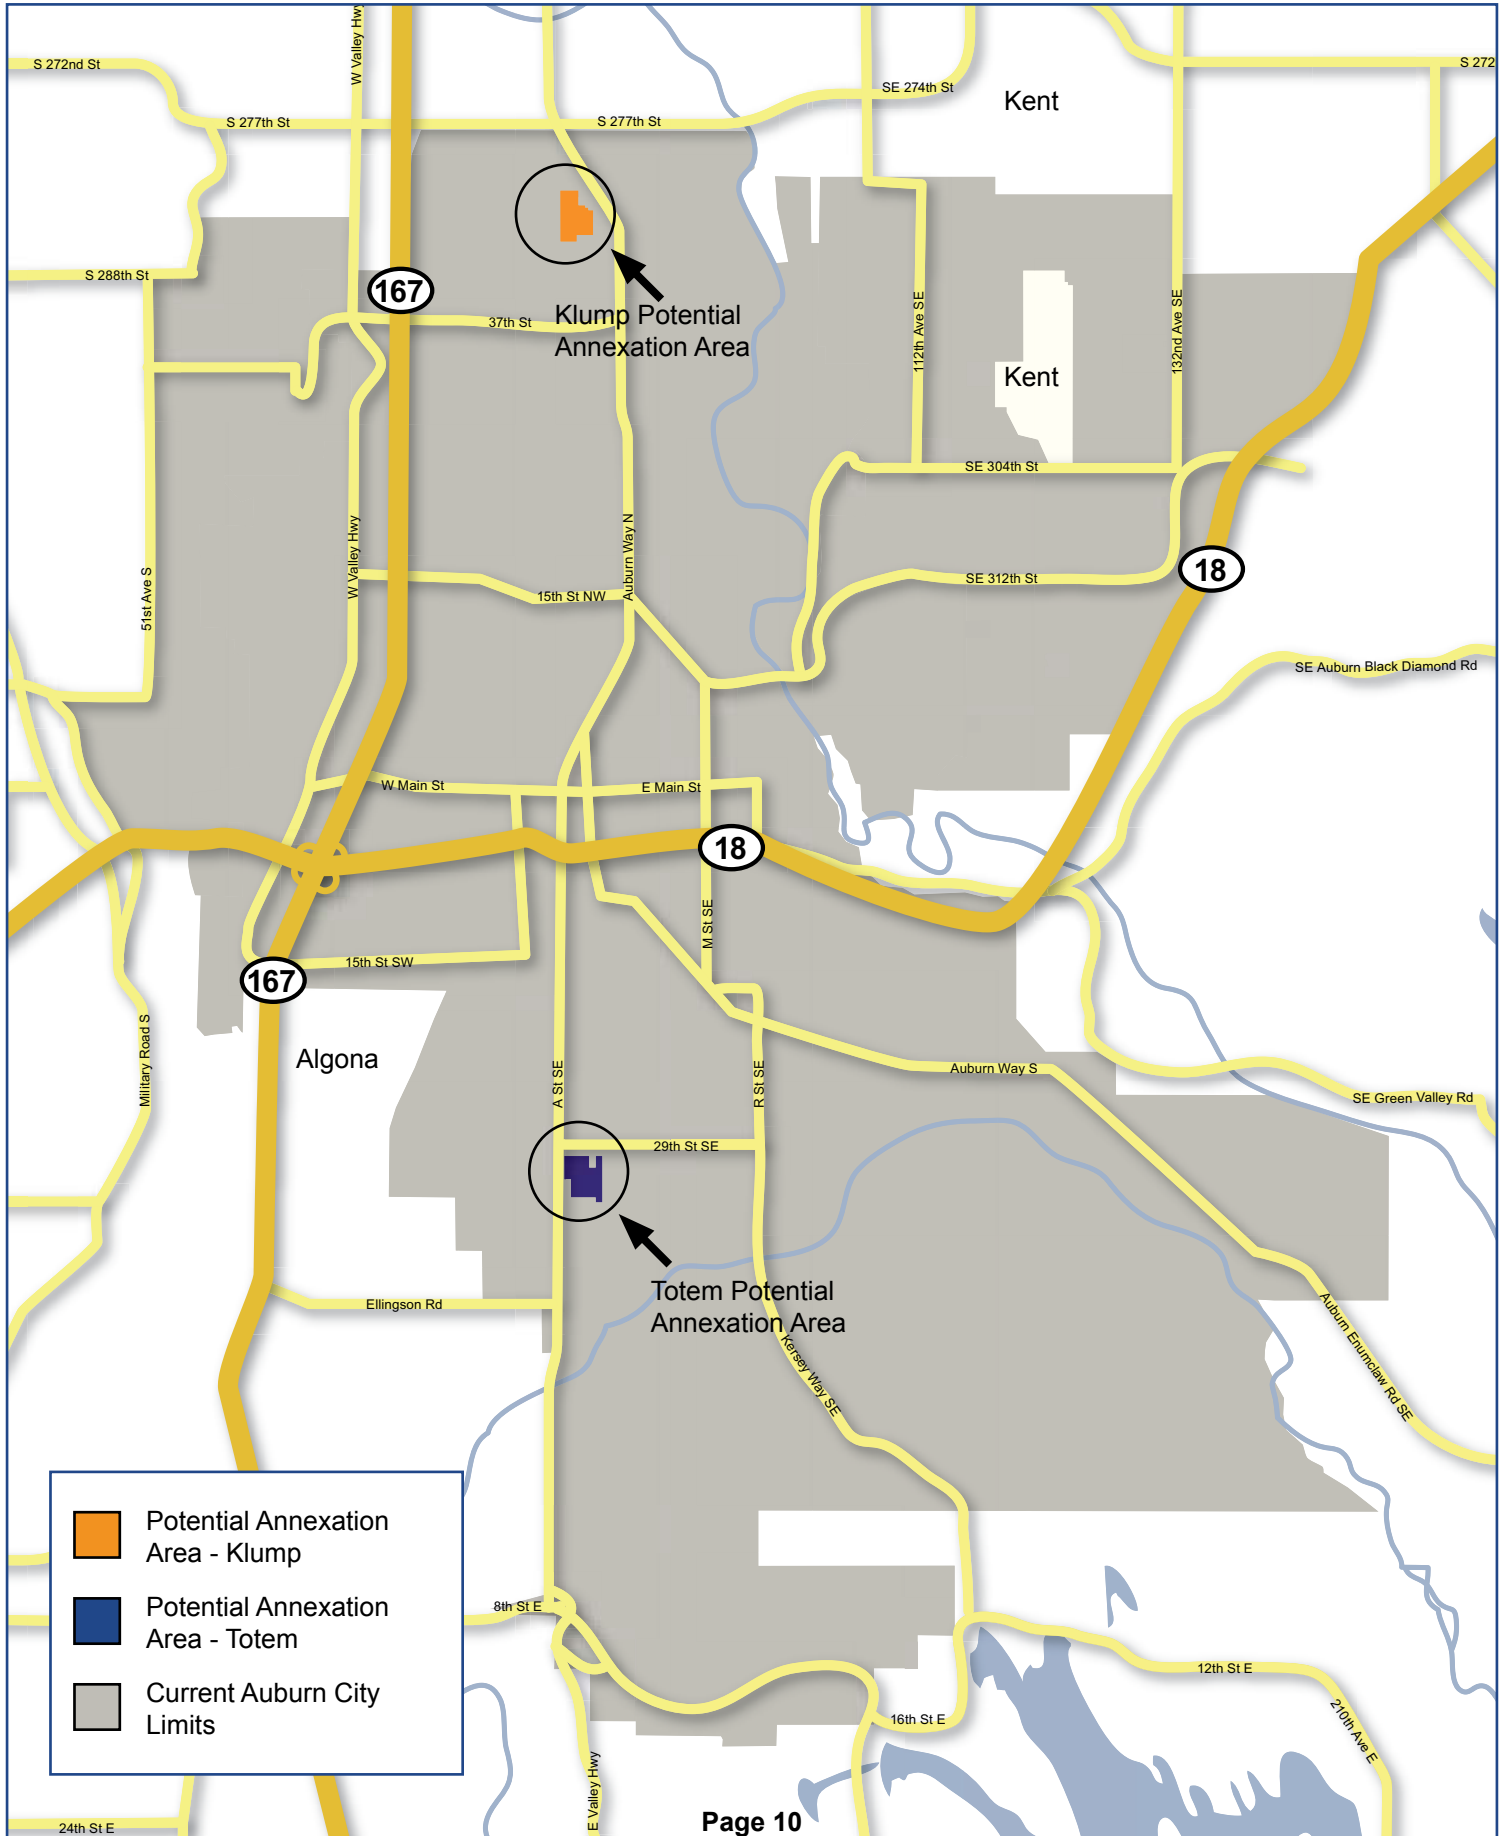 W Valley Hwy
S 272nd St
S 272
SE 274th St
Kent
S 277th St
S 277th St
S 288th St
167
37th St
Klump Potential
Annexation Area
112th Ave SE
132nd Ave SE
Kent
SE 304th St
W Valley Hwy
Auburn Way N
18
SE 312th St
15th St NW
51st Ave S
SE Auburn Black Diamond Rd
W Main St
E Main St
18
M St SE
15th St SW
167
Military Road S
Algona
A St SE
R St SE
Auburn Way S
SE Green Valley Rd
29th St SE
Totem Potential
Annexation Area
Ellingson Rd
Kersey Way SE
Auburn Enumclaw Rd SE
Potential Annexation
Area - Klump
Potential Annexation
Area - Totem
Current Auburn City
Limits
8th St E
12th St E
16th St E
210th Ave E
E Valley Hwy
24th St E
Page 10